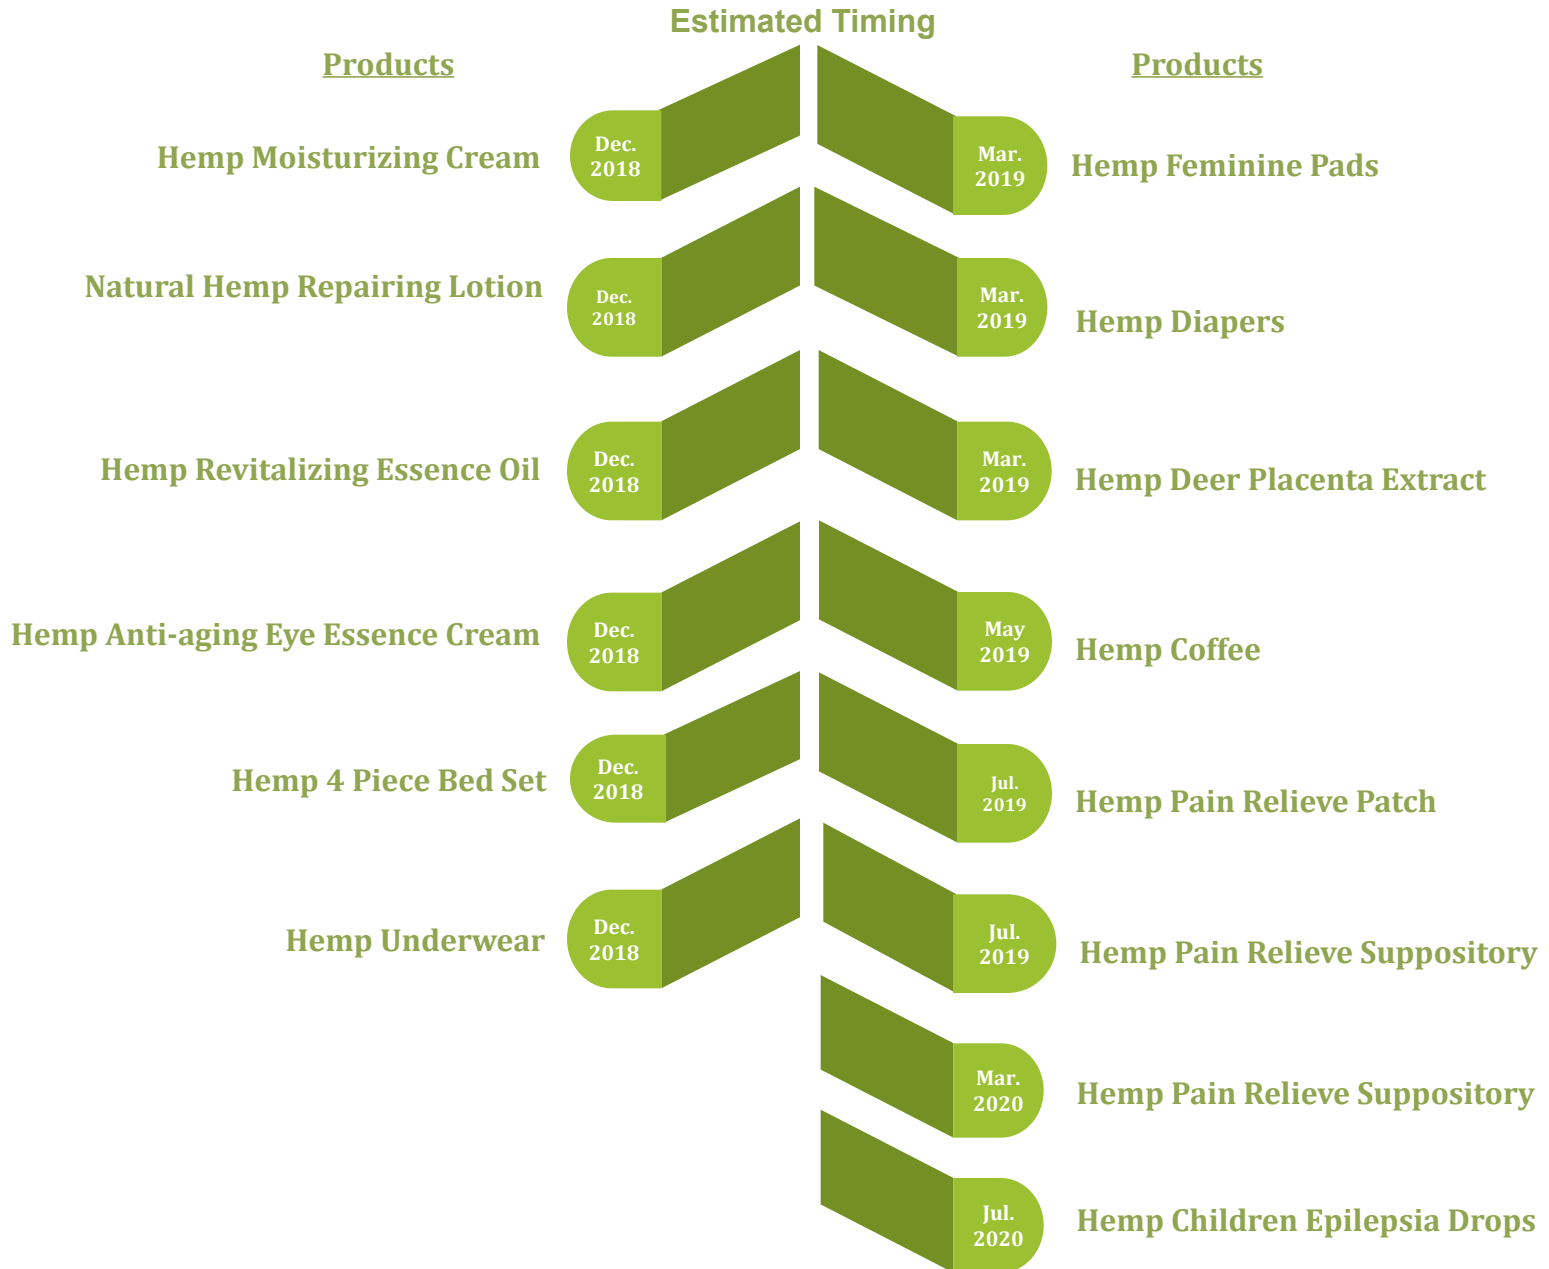 Estimated Timing
Products
Hemp Moisturizing Cream
Dec.
2018
Natural Hemp Repairing Lotion
Dec.
2018
Hemp Revitalizing Essence Oil
Dec.
2018
Hemp Anti-aging Eye Essence Cream
Dec.
2018
Hemp 4 Piece Bed Set
Dec.
2018
Hemp Underwear
Dec.
2018
Products
Mar.
2019
Hemp Feminine Pads
Mar.
2019
Hemp Diapers
Mar.
2019
Hemp Deer Placenta Extract
May
2019
Hemp Coffee
Jul.
2019
Hemp Pain Relieve Patch
Jul.
2019
Hemp Pain Relieve Suppository
Mar.
2020
Hemp Pain Relieve Suppository
Jul.
2020
Hemp Children Epilepsia Drops